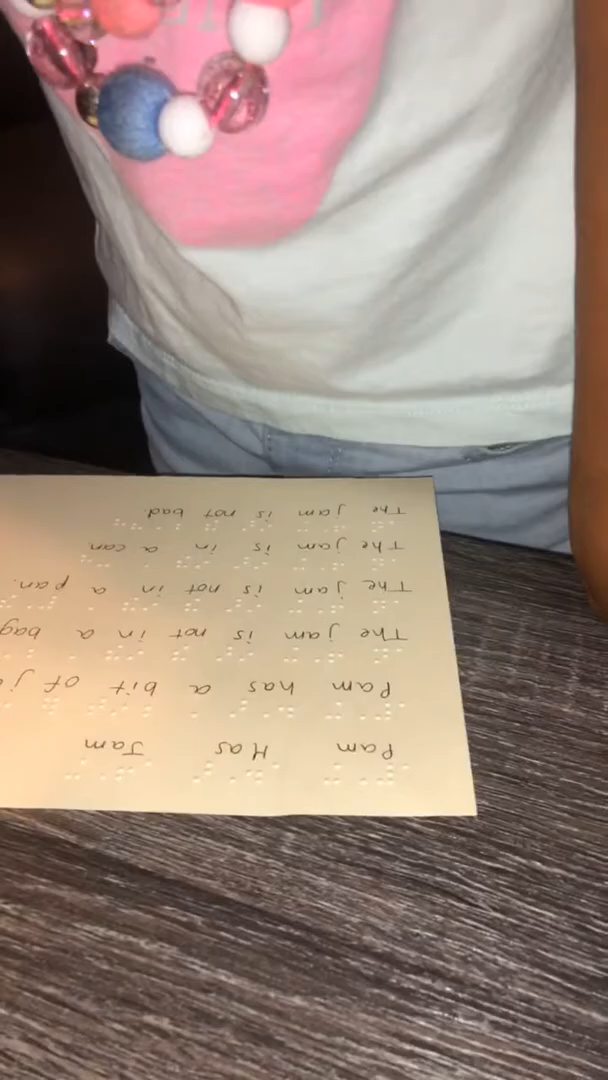 Pam Has Jam
Pam has a bit of
The jam is not in a bag
The jam is not in a pan.
The jam is in a can
The jam is not bad.